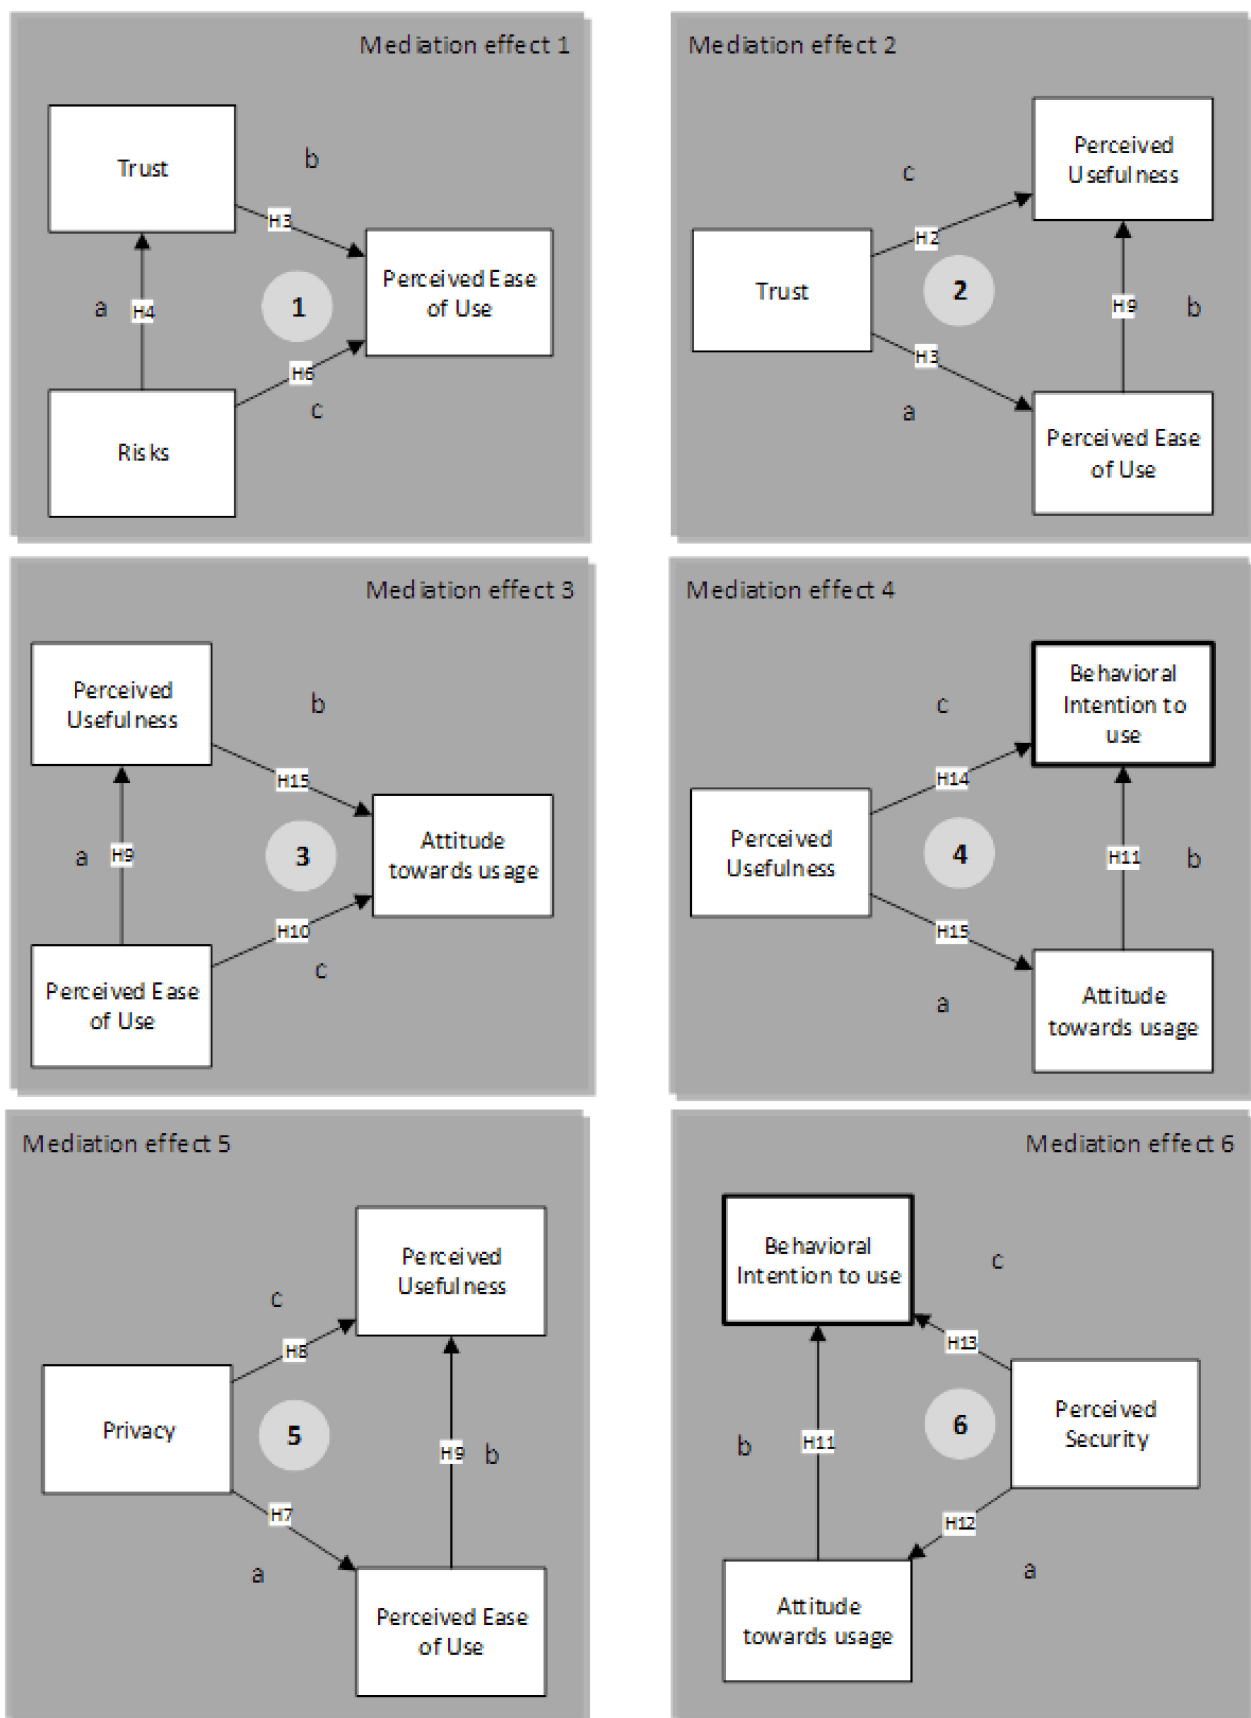 Mediation effect 1
Trust
b
H3
a
H4
1
Perceived Ease
of Use
H6
c
Risks
Mediation effect 2
Perceived
Usefulness
c
H2
Trust
2
H9
b
H3
a
Perceived Ease
of Use
Mediation effect 3
Perceived
Usefulness
b
H15
a
H9
3
Attitude
towards usage
H10
c
Perceived Ease
of Use
Mediation effect 4
Behavioral
Intention to
use
c
H14
Perceived
Usefulness
4
H11
b
H15
a
Attitude
towards usage
Mediation effect 5
Perceived
Usefulness
c
H8
Privacy
5
H9
b
H7
a
Perceived Ease
of Use
Mediation effect 6
Behavioral
Intention to use
c
H13
Perceived
Security
6
b
H11
H12
a
Attitude
towards usage